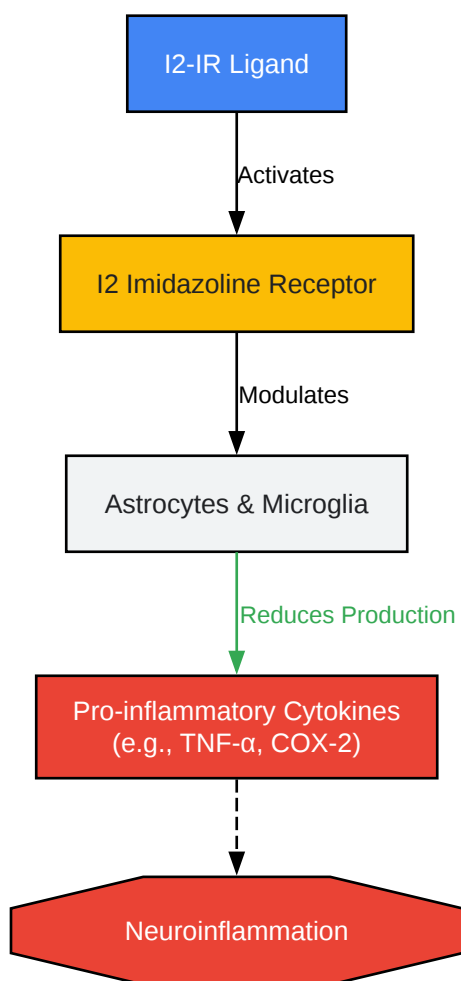 I2-IR Ligand
Activates
I2 Imidazoline Receptor
Modulates
Astrocytes & Microglia
Reduces Production
Pro-inflammatory Cytokines
(e.g., TNF-α, COX-2)
Neuroinflammation